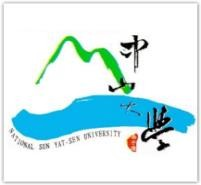 中山大學
NATIONAL SUN YAT-SEN UNIVERSITY